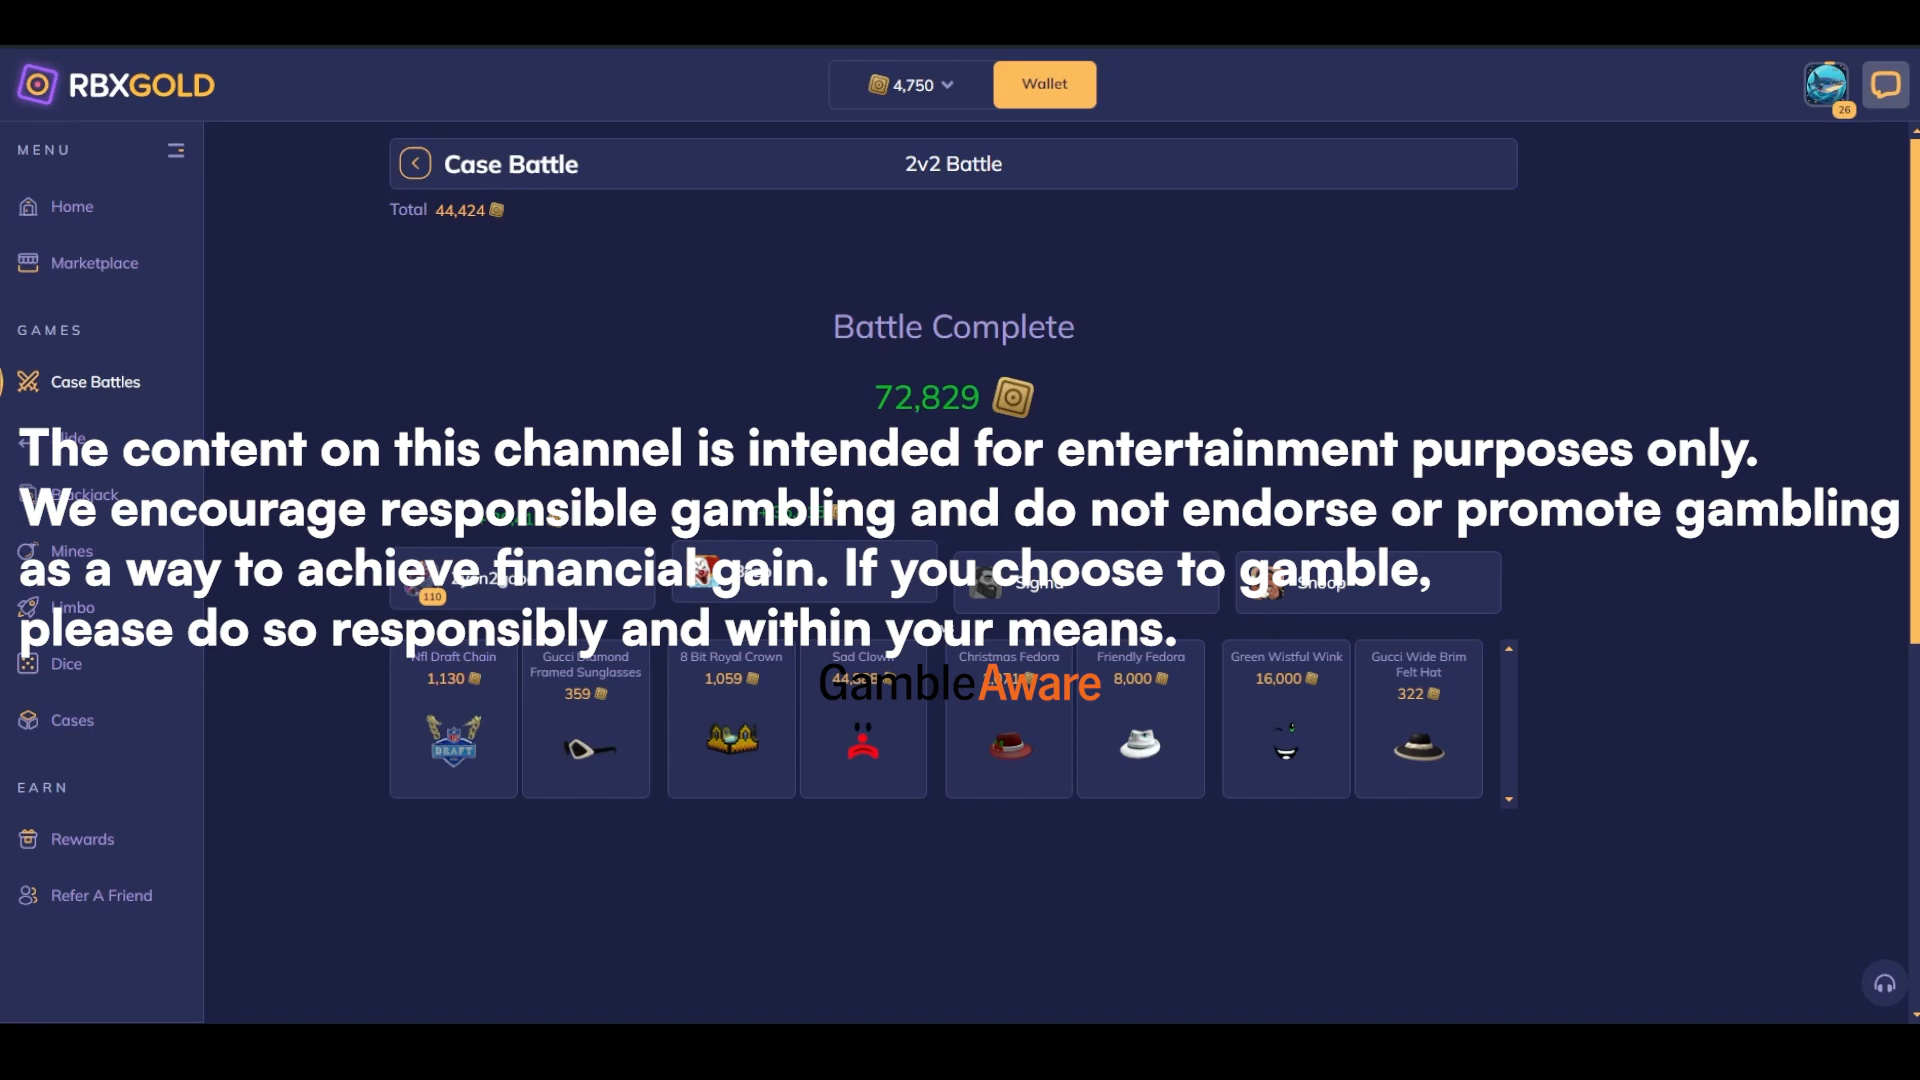 RBXGOLD
4,750
Wallet
26
MENU
Case Battle
2v2 Battle
Total 44,424
Home
Marketplace
GAMES
Battle Complete
Case Battles
72,829
The content on this channel is intended for entertainment purposes only.
Blackjack
We encourage responsible gambling and do not endorse or promote gambling
Mines
as a way to achieve financial gain. If you choose to gamble,
Sigma
Snoop
110
Limbo
please do so responsibly and within your means.
Dice
Nfl Draft Chain
1,130
Gucci Diamond
Framed Sunglasses
359
8 Bit Royal Crown
1,059
Sad Clown
Christmas Fedora
Friendly Fedora
8,000
Green Wistful Wink
16,000
Gucci Wide Brim
Felt Hat
322
GambleAware
DRAFT
Cases
EARN
Rewards
Refer A Friend